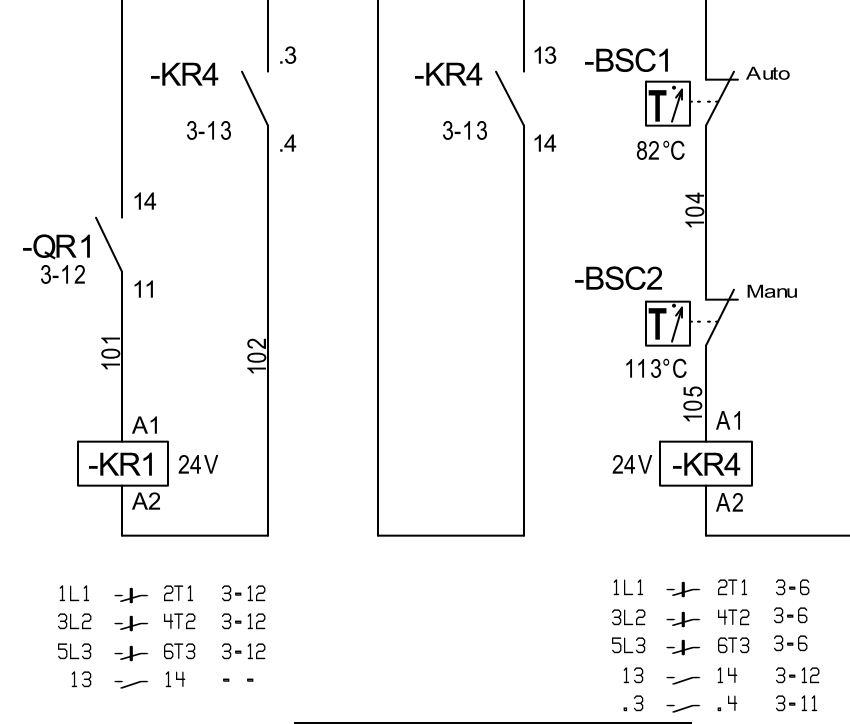 -KR4
.3
3-13
.4
-KR4
13
3-13
14
-BSC1
Auto
T
82°C
104
14
-QR1
3-12
11
101
102
-BSC2
Manu
T
113°C
105
A1
-KR1 24V
A2
A1
24V -KR4
A2
1L1 2T1 3-12
3L2 4T2 3-12
5L3 6T3 3-12
13 14 - -
1L1 2T1 3-6
3L2 4T2 3-6
5L3 6T3 3-6
13 14 3-12
.3 .4 3-11